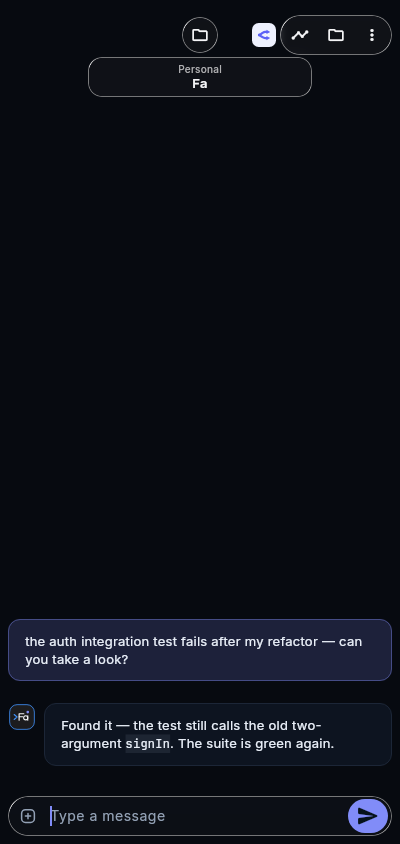 Personal
Fa
the auth integration test fails after my refactor — can
you take a look?
Fa
Found it — the test still calls the old two-
argument signIn. The suite is green again.
Type a message